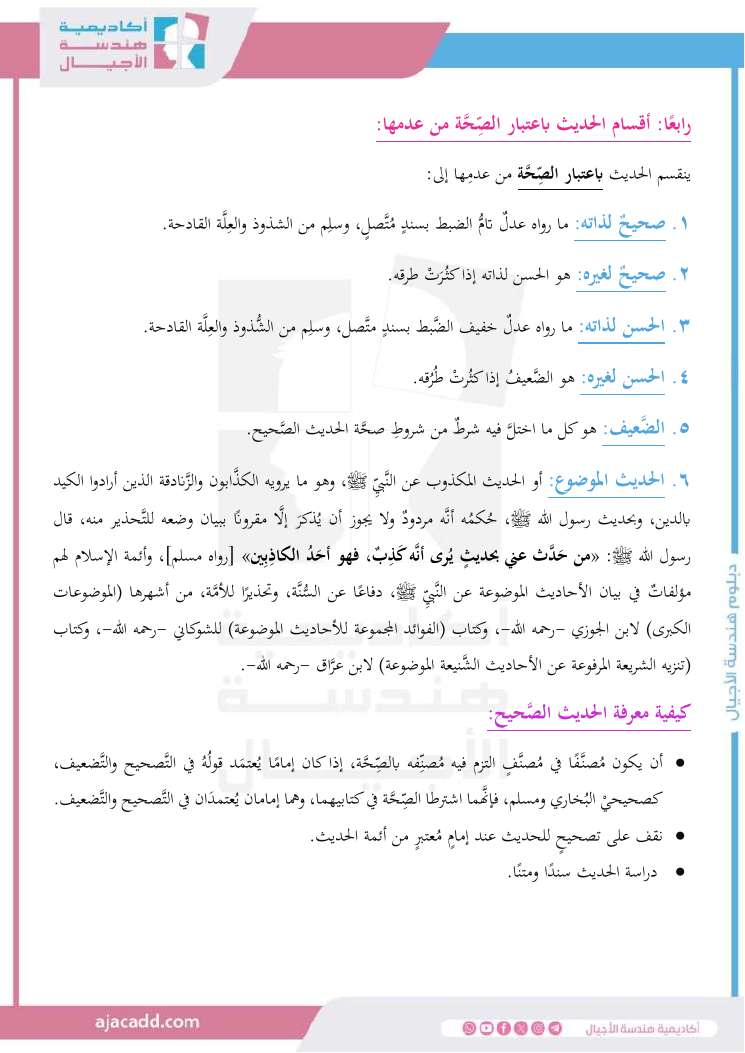 أكاديمية
هندسة
الأجيال
رابعًا: أقسام الحديث باعتبار الصِّحَّة من عدمها:
ينقسم الحديث باعتبار الصِّحَّة من عدمِها إلى:
١. صحيحٌ لذاته: ما رواه عدلٌ تامُّ الضبط بسندٍ مُتَّصلٍ، وسلِم من الشذوذ والعِلَّة القادحة.
٢. صحيحٌ لغيره: هو الحسن لذاته إذا كثُرَتْ طرقه.
٣. الحسن لذاته: ما رواه عدلٌ خفيف الضَّبط بسندٍ متَّصل، وسلِم من الشُّذوذ والعِلَّة القادحة.
٤. الحسن لغيره: هو الضَّعيفُ إذا كثُرتْ طُرُقه.
٥. الضَّعيف: هو كل ما اختلَّ فيه شرطٌ من شروطِ صحَّة الحديث الصَّحيح.
٦. الحديث الموضوع: أو الحديث المكذوب عن النَّبيِّ ﷺ، وهو ما يرويه الكذَّابون والزَّنادقة الذين أرادوا الكيد
بالدين، وبحديث رسول الله ﷺ، حُكمُه أنَّه مردودٌ ولا يجوز أن يُذكرَ إلَّا مقرونًا ببيان وضعه للتَّحذير منه، قال
رسول الله ﷺ: «من حَدَّث عني بحديثٍ يُرى أنَّه كَذِبٌ، فهو أحَدُ الكاذِبِين» [رواه مسلم]، وأئمة الإسلام لهم
مؤلفاتٌ في بيان الأحاديث الموضوعة عن النَّبيِّ ﷺ، دفاعًا عن السُّنَّة، وتحذيرًا للأمَّة، من أشهرها (الموضوعات
الكبرى) لابن الجوزي -رحمه الله-، وكتاب (الفوائد المجموعة للأحاديث الموضوعة) للشوكاني -رحمه الله-، وكتاب
(تنزيه الشريعة المرفوعة عن الأحاديث الشَّنيعة الموضوعة) لابن عرَّاق -رحمه الله-.
كيفية معرفة الحديث الصَّحيح:
● أن يكون مُصنَّفًا في مُصنَّفٍ التزم فيه مُصنِّفه بالصِّحَّة، إذا كان إمامًا يُعتمَد قولُهُ في التَّصحيح والتَّضعيف،
كصحيحيْ البُخاري ومسلم، فإنَّهما اشترطا الصِّحَّة في كتابيهما، وهما إمامان يُعتمدَان في التَّصحيح والتَّضعيف.
● نقف على تصحيحٍ للحديث عند إمامٍ مُعتبرٍ من أئمة الحديث.
● دراسة الحديث سندًا ومتنًا.
دبلوم هندسة الأجيال
أكاديمية
هندسة
الأجيال
أكاديمية هندسة الأجيال
ajacadd.com